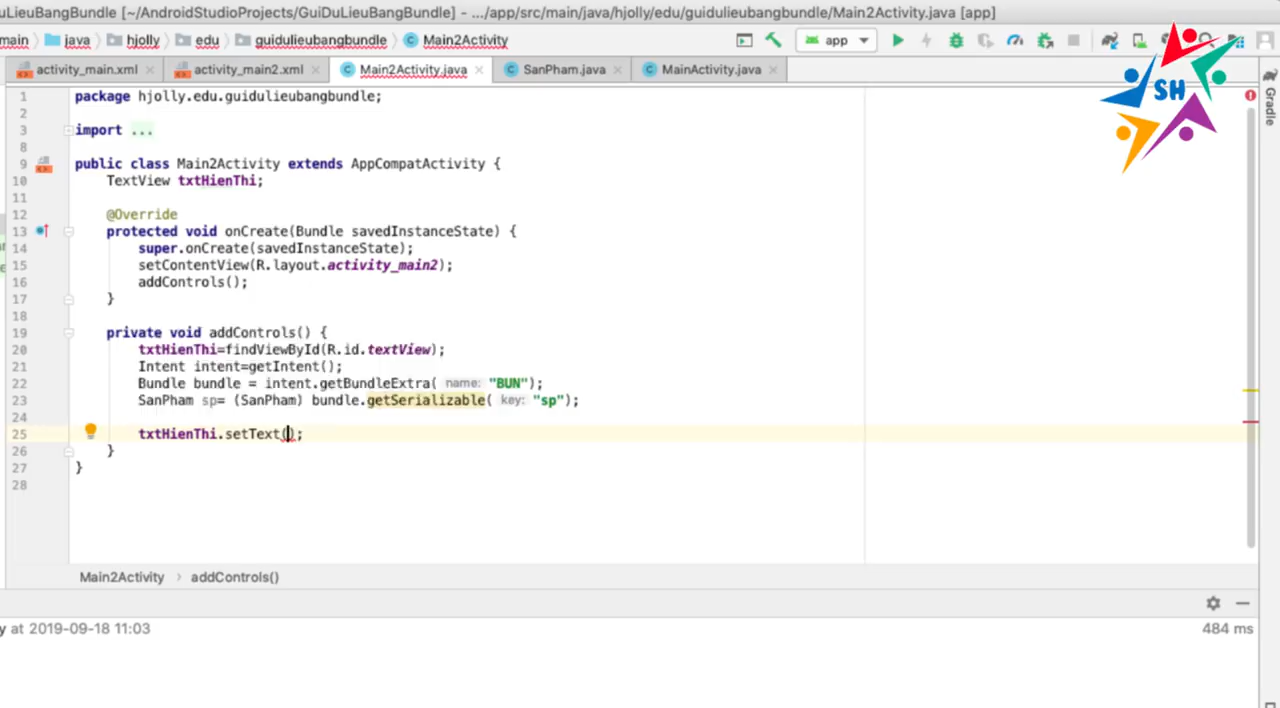 LieuBangBundle [~/AndroidStudioProjects/GuiDuLieuBangBundle] - .../app/src/main/java/hjolly/edu/guidulieubangbundle/Main2Activity.java [app]
main java hjolly edu guidulieubangbundle Main2Activity app
activity_main.xml activity_main2.xml Main2Activity.java SanPham.java MainActivity.java
SH
Gradle
1 package hjolly.edu.guidulieubangbundle;
2
3 import ...
8
9 public class Main2Activity extends AppCompatActivity {
10 TextView txtHienThi;
11
12 @Override
13 protected void onCreate(Bundle savedInstanceState) {
14 super.onCreate(savedInstanceState);
15 setContentView(R.layout.activity_main2);
16 addControls();
17 }
18
19 private void addControls() {
20 txtHienThi=findViewById(R.id.textView);
21 Intent intent=getIntent();
22 Bundle bundle = intent.getBundleExtra( name: "BUN");
23 SanPham sp= (SanPham) bundle.getSerializable( key: "sp");
24
25 txtHienThi.setText();
26 }
27 }
28
Main2Activity › addControls()
y at 2019-09-18 11:03
484 ms